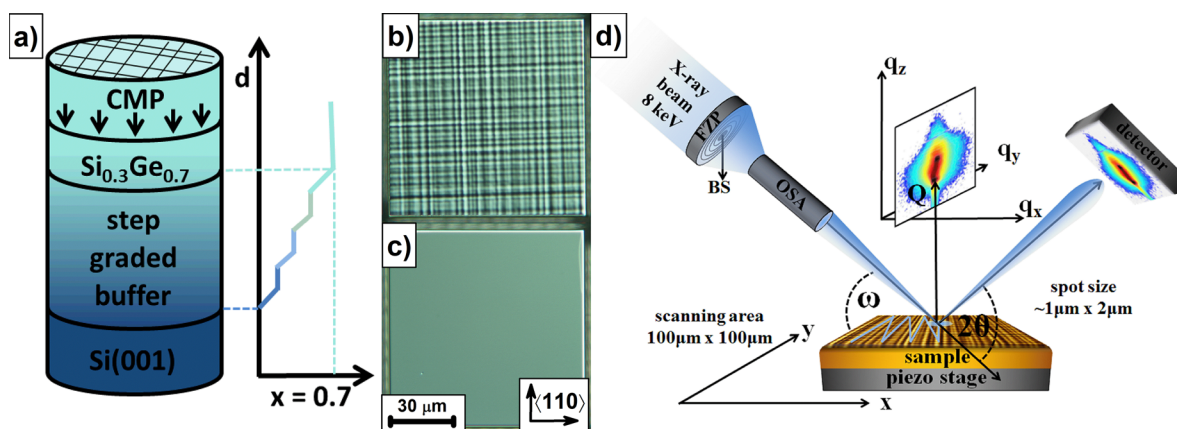 a)
CMP
Si0.3Ge0.7
step
graded
buffer
Si(001)
d
x = 0.7
b)
c)
30 µm
⟨110⟩
d)
X-ray
beam
8 keV
FZP
BS
OSA
qz
qy
qx
Q
detector
ω
2θ
spot size
~1µm x 2µm
scanning area
100µm x 100µm
y
x
sample
piezo stage